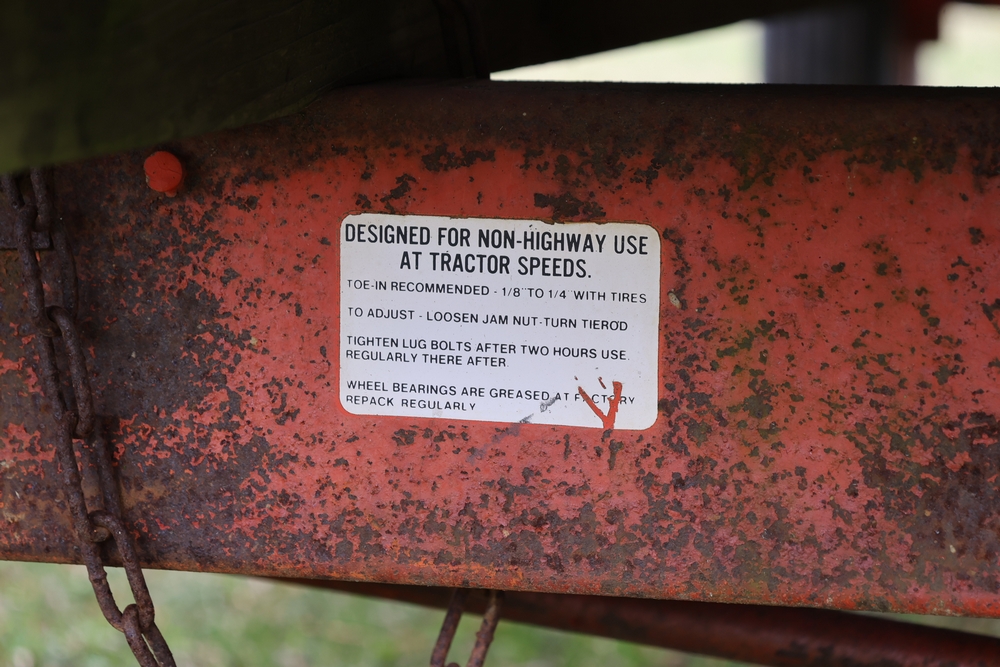 DESIGNED FOR NON-HIGHWAY USE
AT TRACTOR SPEEDS.
TOE-IN RECOMMENDED - 1/8" TO 1/4" WITH TIRES
TO ADJUST - LOOSEN JAM NUT-TURN TIEROD
TIGHTEN LUG BOLTS AFTER TWO HOURS USE.
REGULARLY THERE AFTER.
WHEEL BEARINGS ARE GREASED AT FACTORY
REPACK REGULARLY